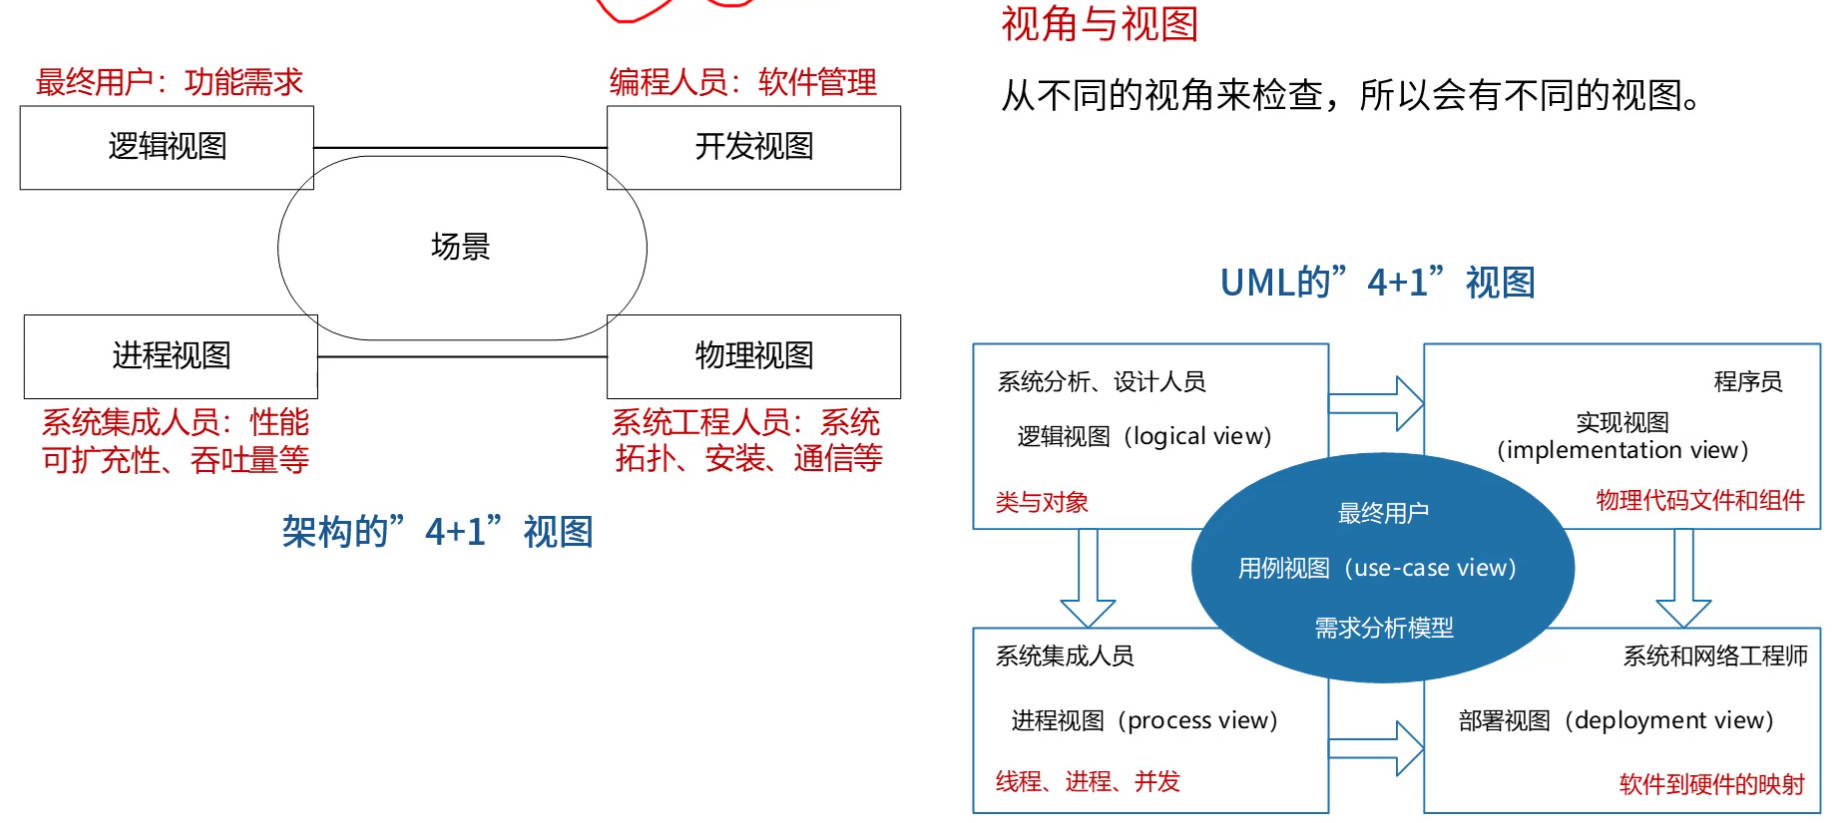 视角与视图
从不同的视角来检查，所以会有不同的视图。
最终用户：功能需求
编程人员：软件管理
逻辑视图
开发视图
场景
进程视图
物理视图
系统集成人员：性能
可扩充性、吞吐量等
系统工程人员：系统
拓扑、安装、通信等
架构的”4+1”视图
UML的”4+1”视图
系统分析、设计人员
逻辑视图（logical view）
类与对象
程序员
实现视图
（implementation view）
物理代码文件和组件
最终用户
用例视图（use-case view）
需求分析模型
系统集成人员
进程视图（process view）
线程、进程、并发
系统和网络工程师
部署视图（deployment view）
软件到硬件的映射